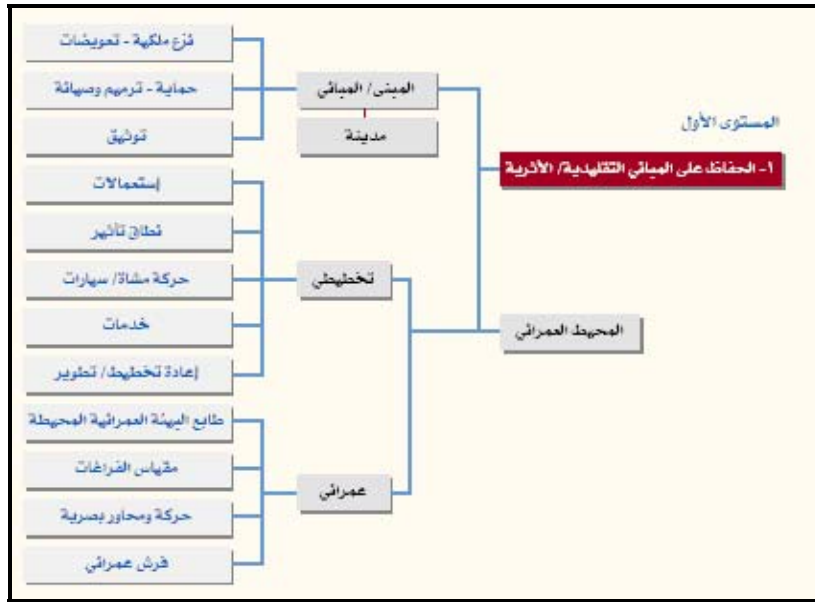 المستوى الأول
١- الحفاظ على المباني التقليدية/ الأثرية
المبنى/ المباني
مدينة
نزع ملكية - تعويضات
حماية - ترميم وصيانة
توثيق
المحيط العمراني
تخطيطي
إستعمالات
نطاق تأثير
حركة مشاة/ سيارات
خدمات
إعادة تخطيط/ تطوير
عمراني
طابع البيئة العمرانية المحيطة
مقياس الفراغات
حركة ومحاور بصرية
فرش عمراني